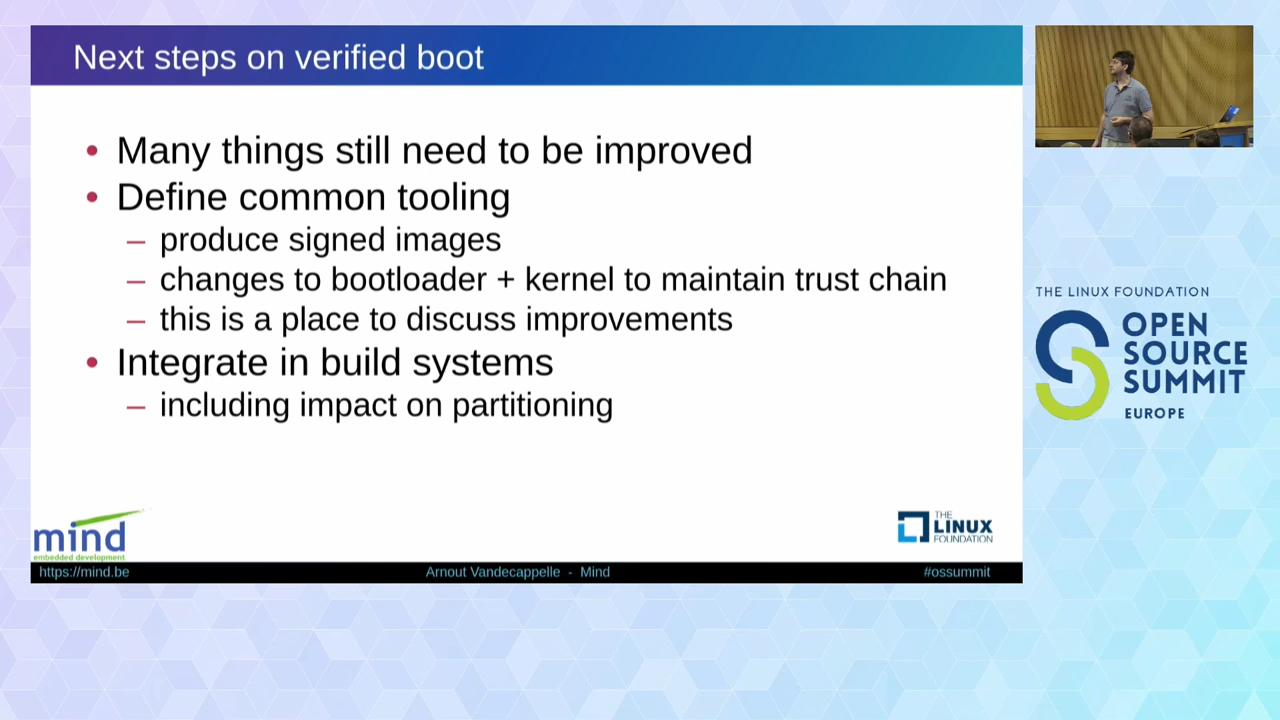 Next steps on verified boot
• Many things still need to be improved
• Define common tooling
– produce signed images
– changes to bootloader + kernel to maintain trust chain
– this is a place to discuss improvements
• Integrate in build systems
– including impact on partitioning
mind
embedded development
THE
LINUX
FOUNDATION
https://mind.be
Arnout Vandecappelle - Mind
#ossummit
THE LINUX FOUNDATION
OPEN
SOURCE
SUMMIT
EUROPE